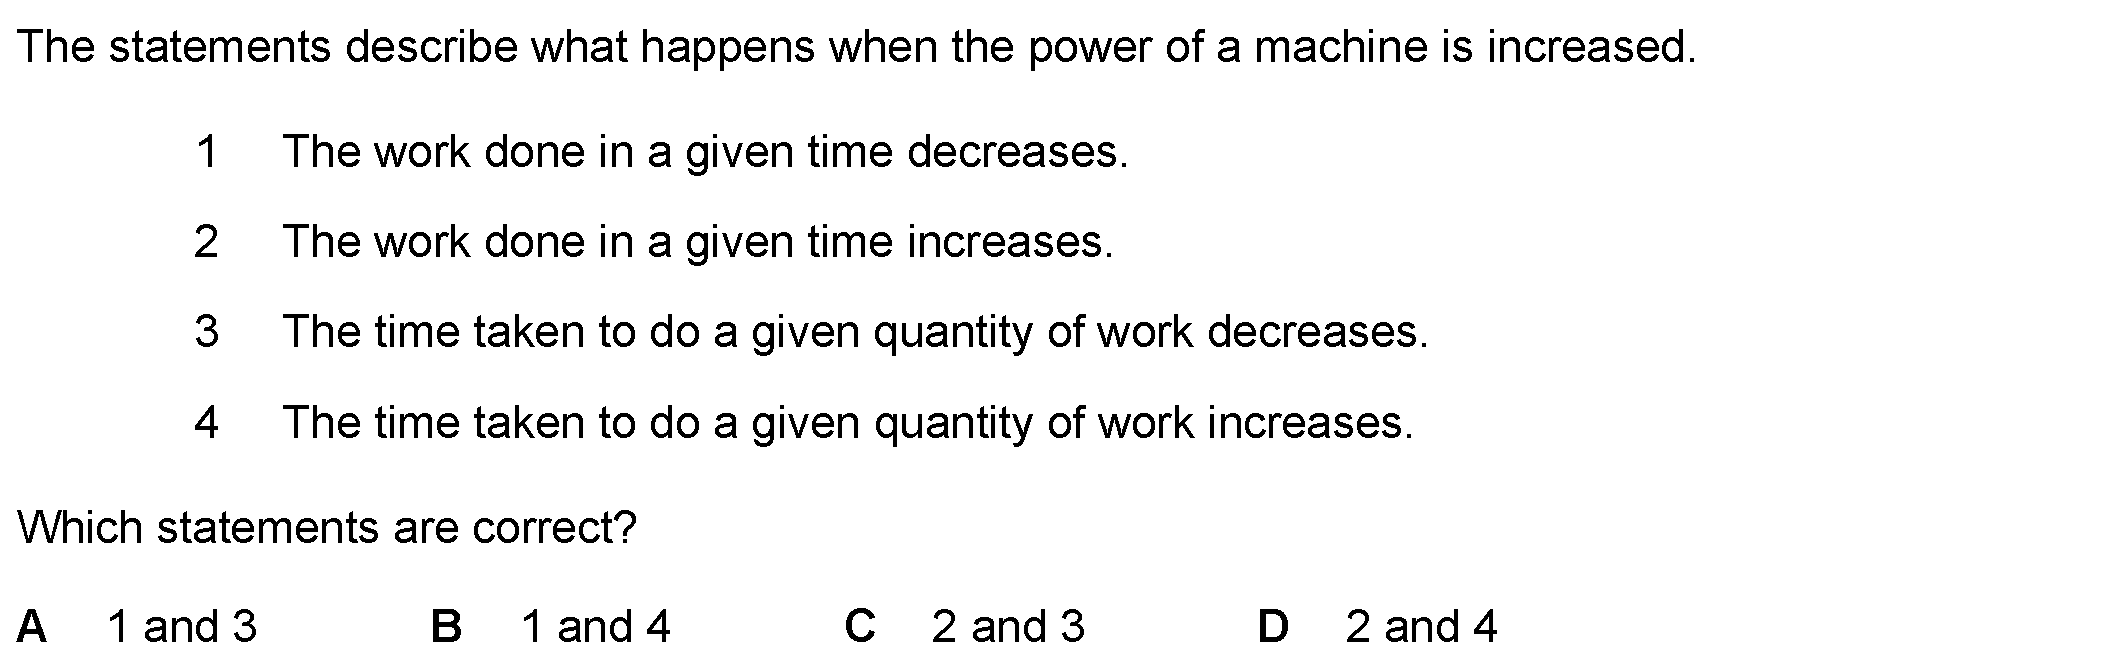 The statements describe what happens when the power of a machine is increased.
1 The work done in a given time decreases.
2 The work done in a given time increases.
3 The time taken to do a given quantity of work decreases.
4 The time taken to do a given quantity of work increases.
Which statements are correct?
A 1 and 3 B 1 and 4 C 2 and 3 D 2 and 4